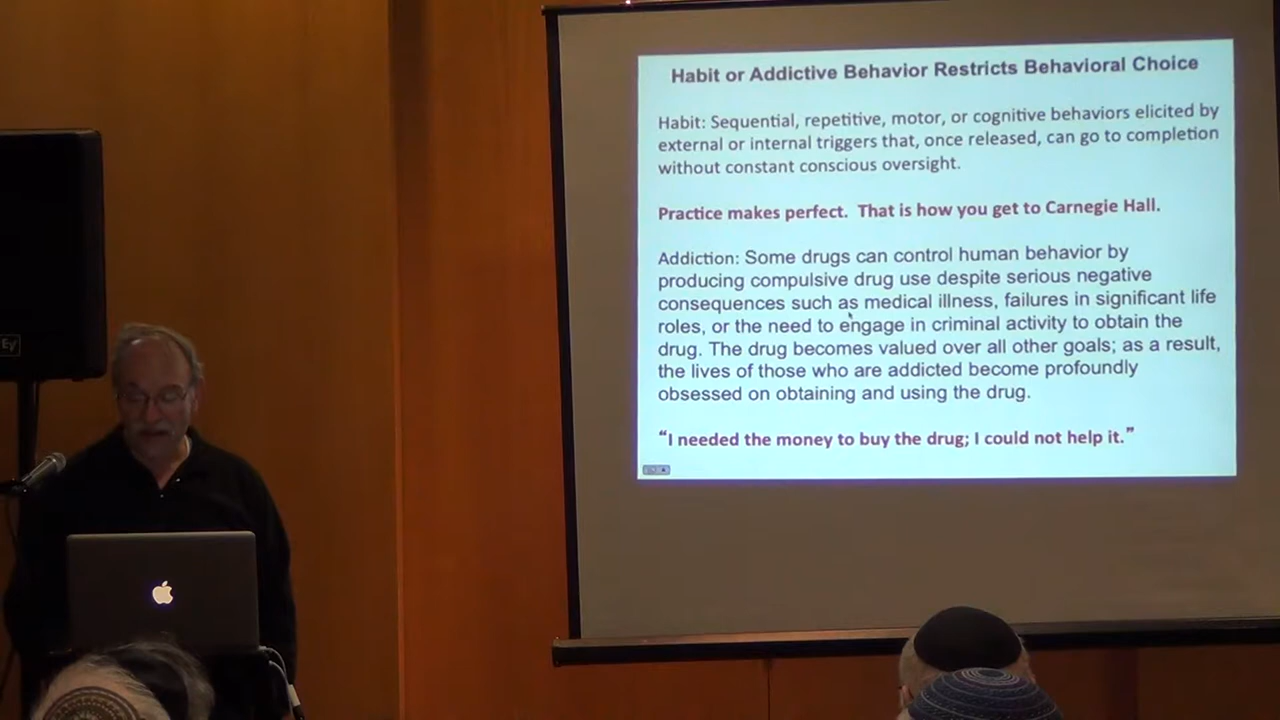 Habit or Addictive Behavior Restricts Behavioral Choice
Habit: Sequential, repetitive, motor, or cognitive behaviors elicited by
external or internal triggers that, once released, can go to completion
without constant conscious oversight.
Practice makes perfect.  That is how you get to Carnegie Hall.
Addiction: Some drugs can control human behavior by
producing compulsive drug use despite serious negative
consequences such as medical illness, failures in significant life
roles, or the need to engage in criminal activity to obtain the
drug. The drug becomes valued over all other goals; as a result,
the lives of those who are addicted become profoundly
obsessed on obtaining and using the drug.
“I needed the money to buy the drug; I could not help it.”
EV